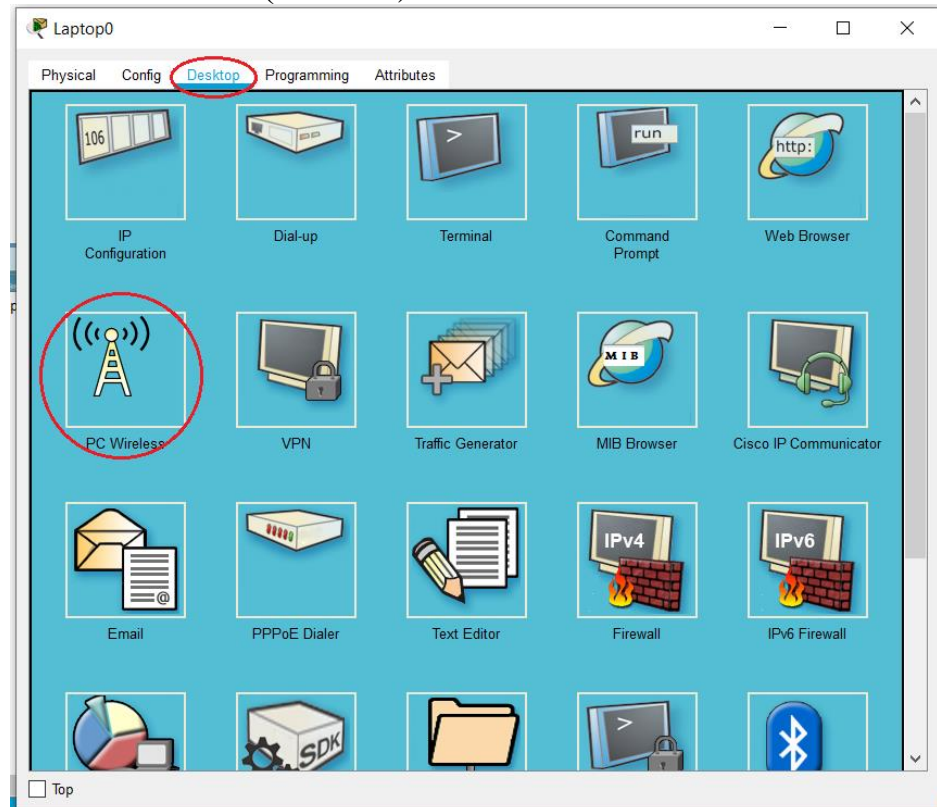 Laptop0
Physical Config Desktop Programming Attributes
106
>
run
http:
IP
Configuration
Dial-up
Terminal
Command
Prompt
Web Browser
MIB
PC Wireless
VPN
Traffic Generator
MIB Browser
Cisco IP Communicator
@
IPv4
IPv6
Email
PPPoE Dialer
Text Editor
Firewall
IPv6 Firewall
SDK
>
Top